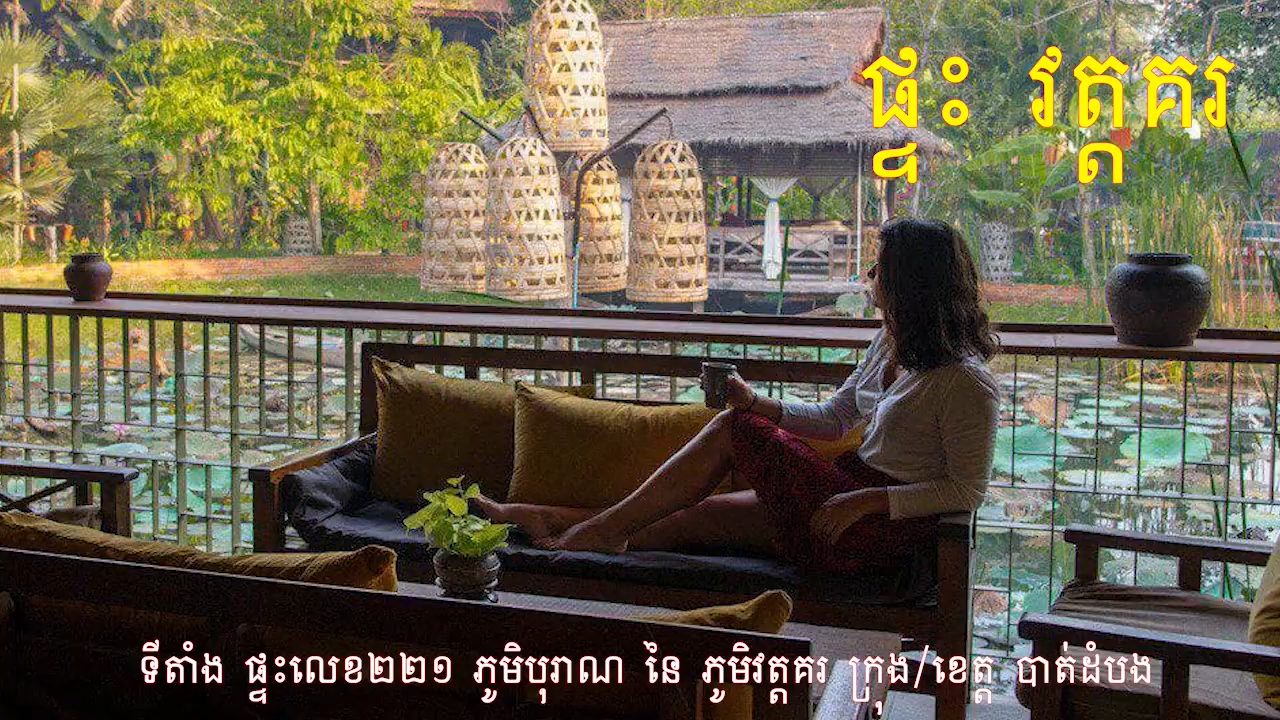 ផ្ទះ វត្តគរ
ទីតាំង ផ្ទះលេខ២២១ ភូមិបុរាណ នៃ ភូមិវត្តគរ ក្រុង/ខេត្ត បាត់ដំបង